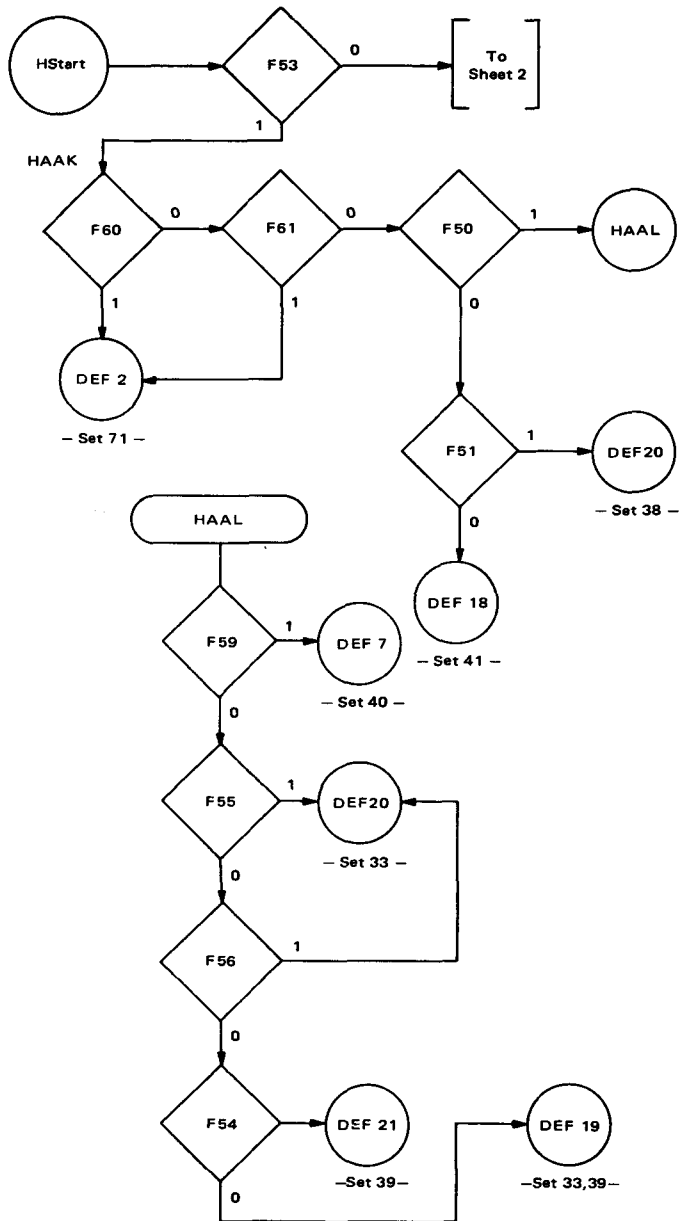 HStart
F53
0
To
Sheet 2
1
HAAK
F60
0
F61
0
F50
1
HAAL
1
1
0
DEF 2
— Set 71 —
F51
1
DEF20
— Set 38 —
0
DEF 18
— Set 41 —
HAAL
F59
1
DEF 7
— Set 40 —
0
F55
1
DEF20
— Set 33 —
0
F56
1
0
F54
DEF 21
—Set 39—
DEF 19
—Set 33,39—
0